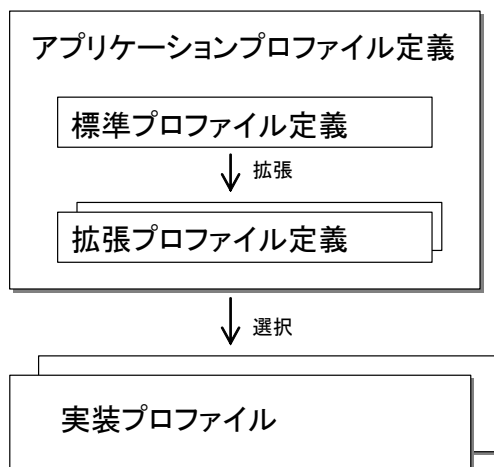 アプリケーションプロファイル定義
標準プロファイル定義
拡張
拡張プロファイル定義
選択
実装プロファイル